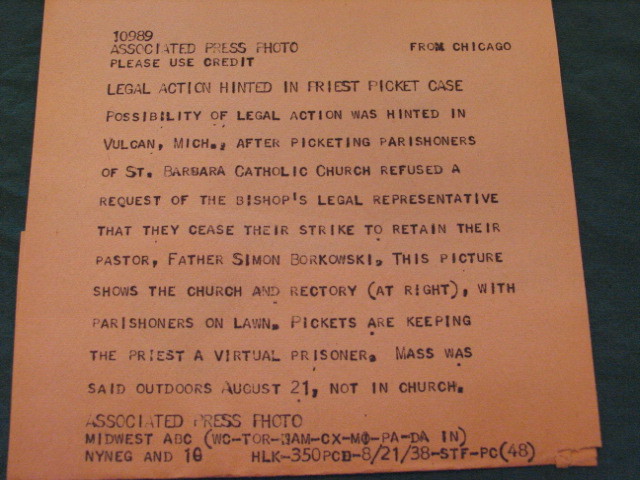 10989
ASSOCIATED PRESS PHOTO FROM CHICAGO
PLEASE USE CREDIT
LEGAL ACTION HINTED IN PRIEST PICKET CASE
POSSIBILITY OF LEGAL ACTION WAS HINTED IN
VULCAN, MICH., AFTER PICKETING PARISHONERS
OF ST. BARBARA CATHOLIC CHURCH REFUSED A
REQUEST OF THE BISHOP'S LEGAL REPRESENTATIVE
THAT THEY CEASE THEIR STRIKE TO RETAIN THEIR
PASTOR, FATHER SIMON BORKOWSKI. THIS PICTURE
SHOWS THE CHURCH AND RECTORY (AT RIGHT), WITH
PARISHONERS ON LAWN. PICKETS ARE KEEPING
THE PRIEST A VIRTUAL PRISONER. MASS WAS
SAID OUTDOORS AUGUST 21, NOT IN CHURCH.
ASSOCIATED PRESS PHOTO
MIDWEST ABC (WC-TOR-HAM-CX-MO-PA-DA IN)
NYNEG AND 10 HLK-350PCD-8/21/38-STF-PC(48)